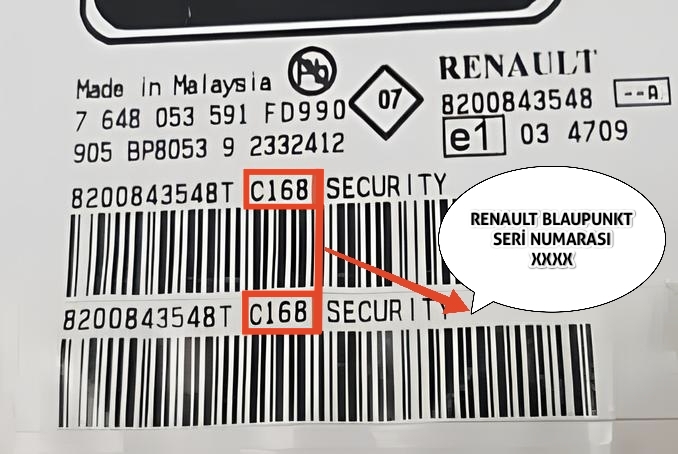 RENAULT
Made in Malaysia
Pb
07
7 648 053 591 FD990
8200843548
--A
905 BP8053 9 2332412
e1 03 4709
8200843548T C168 SECURITY
RENAULT BLAUPUNKT
SERİ NUMARASI
XXXX
8200843548T C168 SECURITY